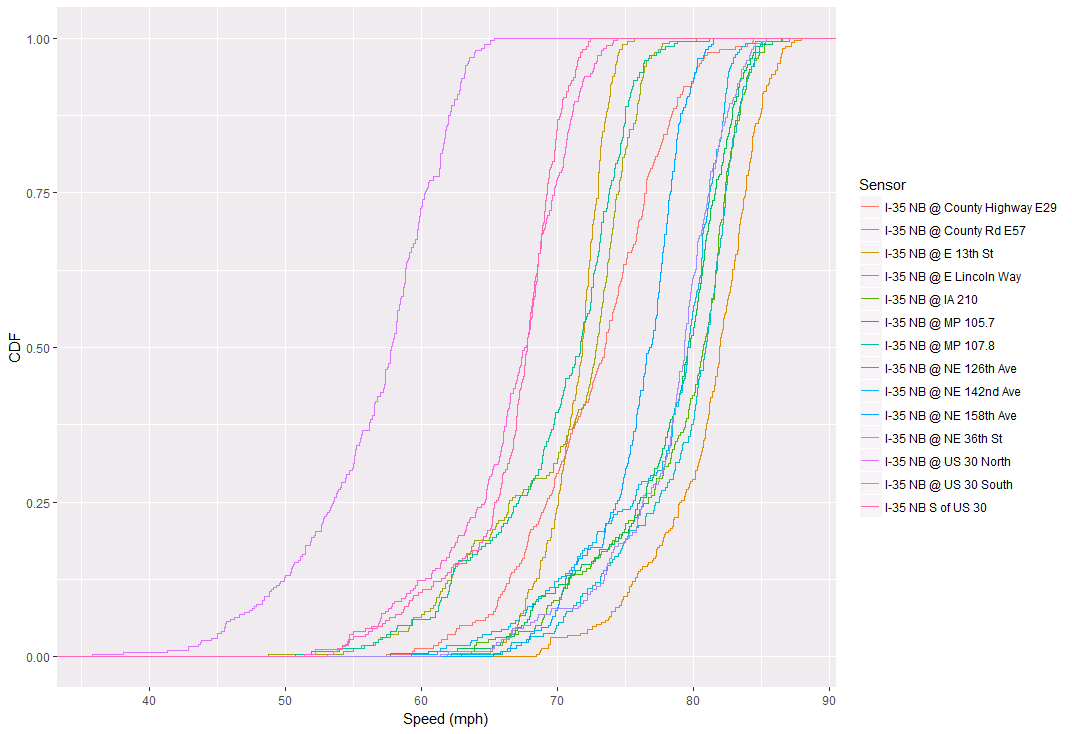 1.00
0.75
0.50
0.25
0.00
CDF
40 50 60 70 80 90
Speed (mph)
Sensor
I-35 NB @ County Highway E29
I-35 NB @ County Rd E57
I-35 NB @ E 13th St
I-35 NB @ E Lincoln Way
I-35 NB @ IA 210
I-35 NB @ MP 105.7
I-35 NB @ MP 107.8
I-35 NB @ NE 126th Ave
I-35 NB @ NE 142nd Ave
I-35 NB @ NE 158th Ave
I-35 NB @ NE 36th St
I-35 NB @ US 30 North
I-35 NB @ US 30 South
I-35 NB S of US 30